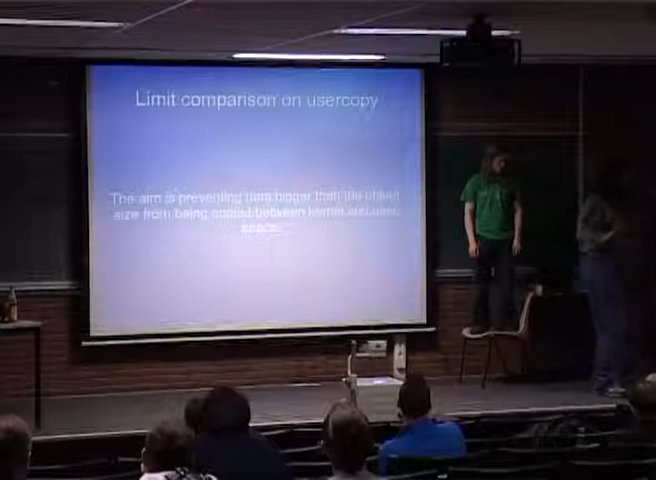 Limit comparison on usercopy
The aim is preventing data bigger than the object
size from being copied between kernel and user
space.